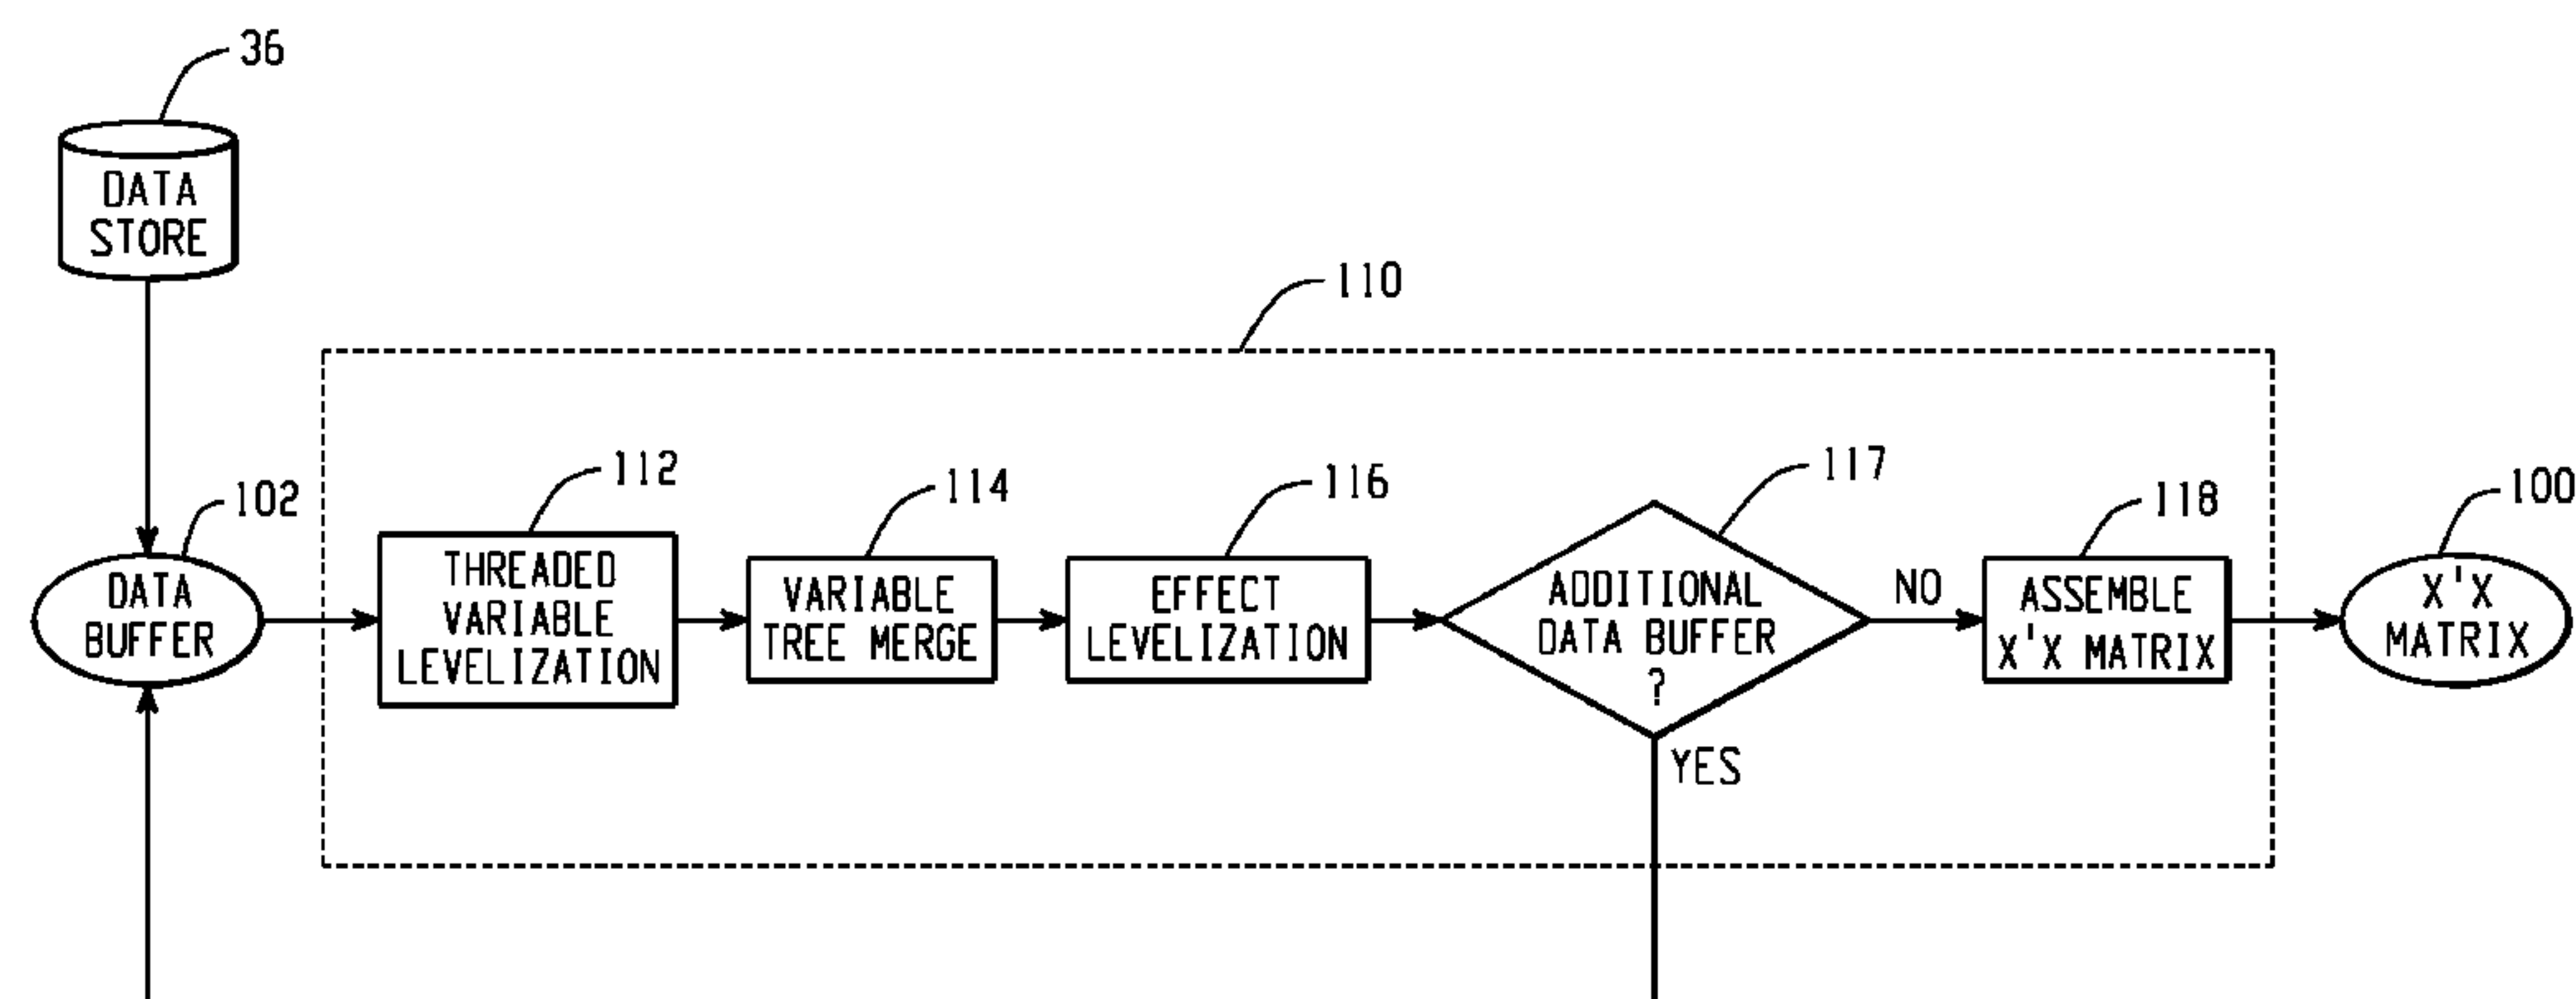 36
DATA
STORE
110
102
112
114
116
117
118
100
DATA
BUFFER
THREADED
VARIABLE
LEVELIZATION
VARIABLE
TREE MERGE
EFFECT
LEVELIZATION
ADDITIONAL
DATA BUFFER
?
NO
YES
ASSEMBLE
X'X MATRIX
X'X
MATRIX